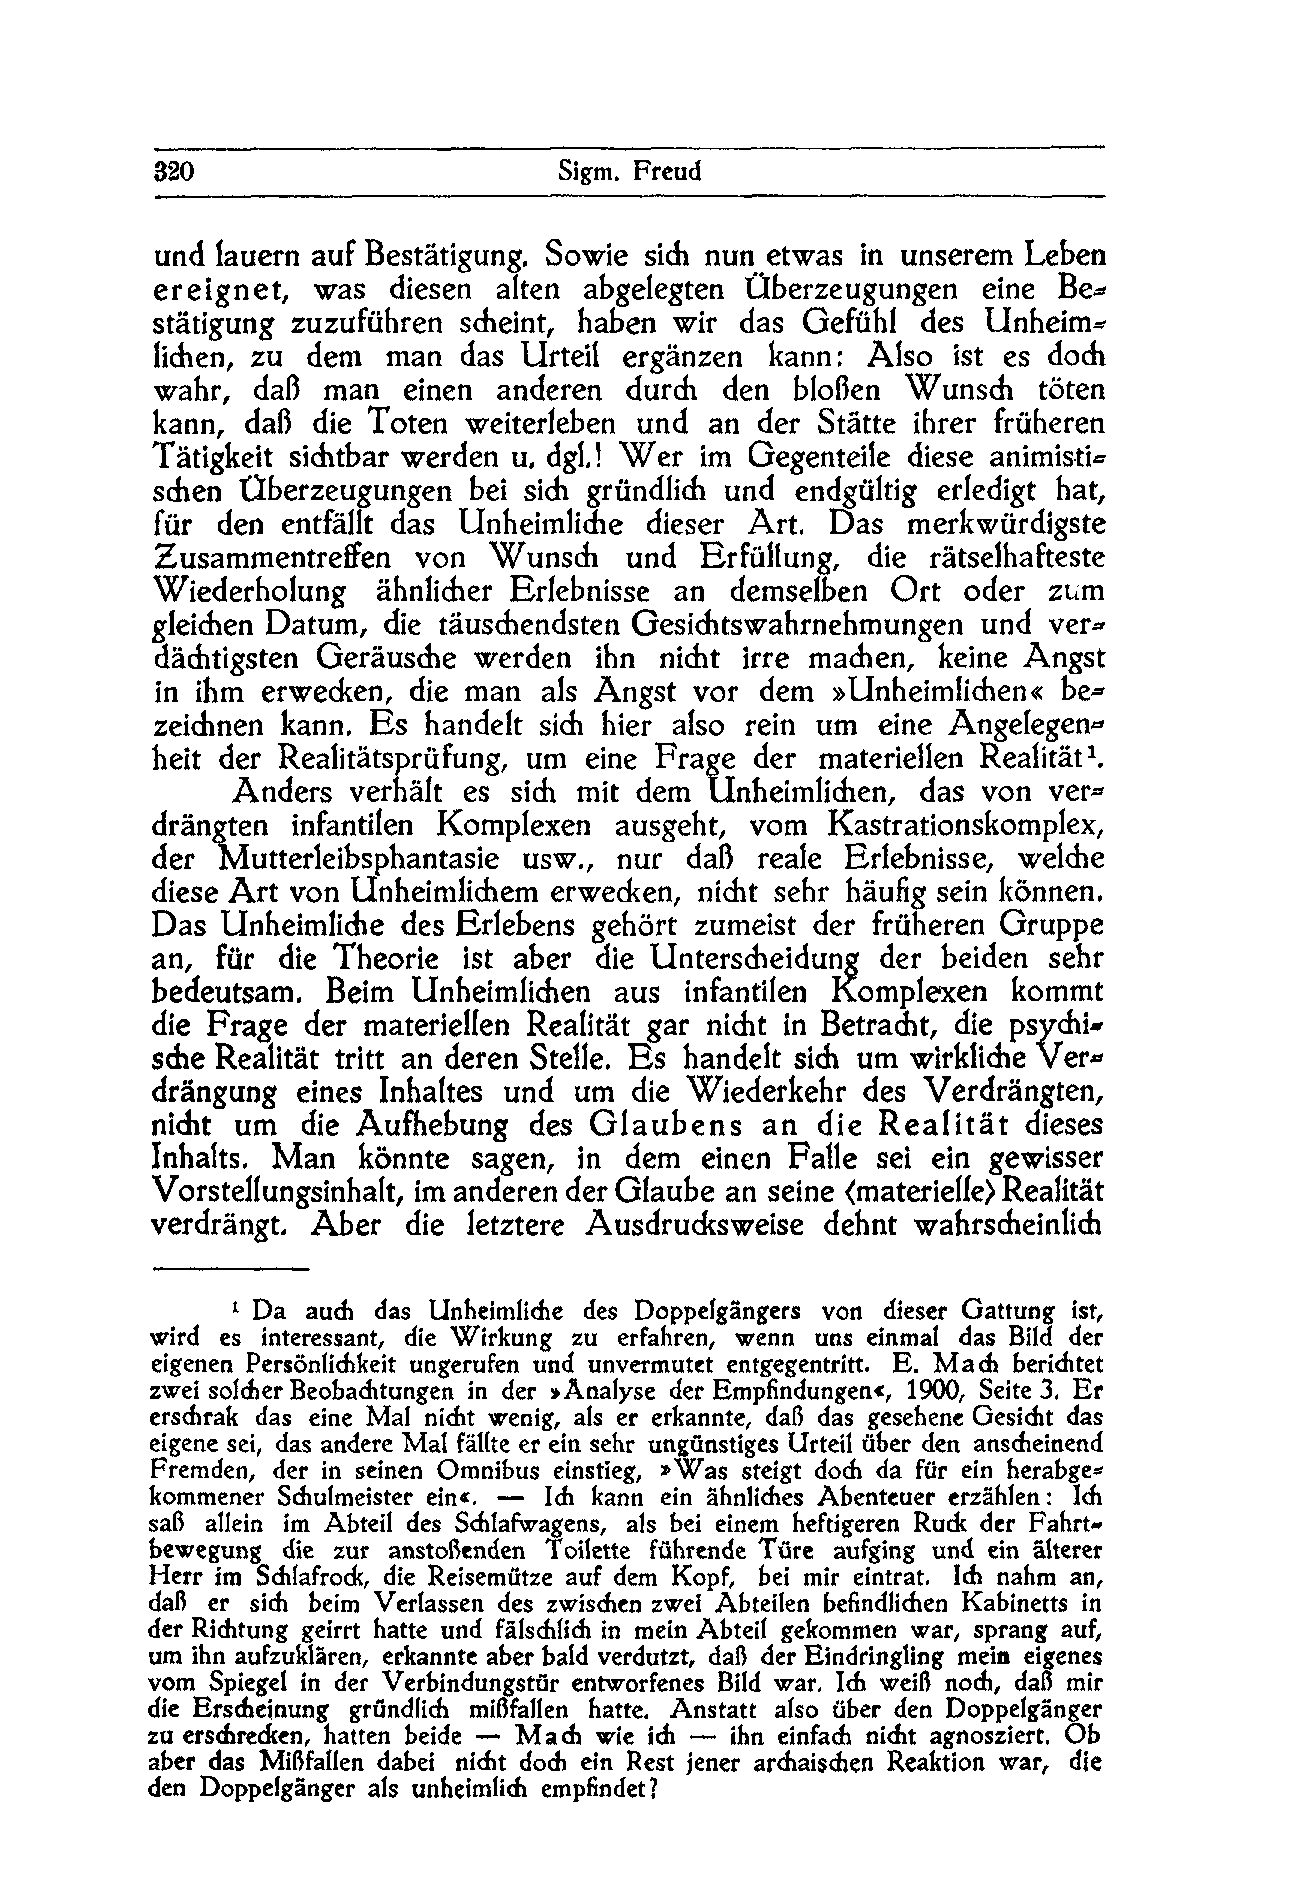 320 Sigm. Freud
und lauern auf Bestätigung. Sowie sich nun etwas in unserem Leben
ereignet, was diesen alten abgelegten Überzeugungen eine Be-
stätigung zuzuführen scheint, haben wir das Gefühl des Unheim-
lichen, zu dem man das Urteil ergänzen kann: Also ist es doch
wahr, daß man einen anderen durch den bloßen Wunsch töten
kann, daß die Toten weiterleben und an der Stätte ihrer früheren
Tätigkeit sichtbar werden u. dgl.! Wer im Gegenteile diese animisti-
schen Überzeugungen bei sich gründlich und endgültig erledigt hat,
für den entfällt das Unheimliche dieser Art. Das merkwürdigste
Zusammentreffen von Wunsch und Erfüllung, die rätselhafteste
Wiederholung ähnlicher Erlebnisse an demselben Ort oder zum
gleichen Datum, die täuschendsten Gesichtswahrnehmungen und ver-
dächtigsten Geräusche werden ihn nicht irre machen, keine Angst
in ihm erwecken, die man als Angst vor dem »Unheimlichen« be-
zeichnen kann. Es handelt sich hier also rein um eine Angelegen-
heit der Realitätsprüfung, um eine Frage der materiellen Realität¹.
Anders verhält es sich mit dem Unheimlichen, das von ver-
drängten infantilen Komplexen ausgeht, vom Kastrationskomplex,
der Mutterleibsphantasie usw., nur daß reale Erlebnisse, welche
diese Art von Unheimlichem erwecken, nicht sehr häufig sein können.
Das Unheimliche des Erlebens gehört zumeist der früheren Gruppe
an, für die Theorie ist aber die Unterscheidung der beiden sehr
bedeutsam. Beim Unheimlichen aus infantilen Komplexen kommt
die Frage der materiellen Realität gar nicht in Betracht, die psychi-
sche Realität tritt an deren Stelle. Es handelt sich um wirkliche Ver-
drängung eines Inhaltes und um die Wiederkehr des Verdrängten,
nicht um die Aufhebung des Glaubens an die Realität dieses
Inhalts. Man könnte sagen, in dem einen Falle sei ein gewisser
Vorstellungsinhalt, im anderen der Glaube an seine (materielle) Realität
verdrängt. Aber die letztere Ausdrucksweise dehnt wahrscheinlich
¹ Da auch das Unheimliche des Doppelgängers von dieser Gattung ist,
wird es interessant, die Wirkung zu erfahren, wenn uns einmal das Bild der
eigenen Persönlichkeit ungerufen und unvermutet entgegentritt. E. Mach berichtet
zwei solcher Beobachtungen in der »Analyse der Empfindungen«, 1900, Seite 3. Er
erschrak das eine Mal nicht wenig, als er erkannte, daß das gesehene Gesicht das
eigene sei, das andere Mal fällte er ein sehr ungünstiges Urteil über den anscheinend
Fremden, der in seinen Omnibus einstieg, »Was steigt doch da für ein herabge-
kommener Schulmeister ein«. — Ich kann ein ähnliches Abenteuer erzählen: Ich
saß allein im Abteil des Schlafwagens, als bei einem heftigeren Ruck der Fahrt-
bewegung die zur anstoßenden Toilette führende Türe aufging und ein älterer
Herr im Schlafrock, die Reisemütze auf dem Kopf, bei mir eintrat. Ich nahm an,
daß er sich beim Verlassen des zwischen zwei Abteilen befindlichen Kabinetts in
der Richtung geirrt hatte und fälschlich in mein Abteil gekommen war, sprang auf,
um ihn aufzuklären, erkannte aber bald verdutzt, daß der Eindringling mein eigenes
vom Spiegel in der Verbindungstür entworfenes Bild war. Ich weiß noch, daß mir
die Erscheinung gründlich mißfallen hatte. Anstatt also über den Doppelgänger
zu erschrecken, hatten beide — Mach wie ich — ihn einfach nicht agnosziert. Ob
aber das Mißfallen dabei nicht doch ein Rest jener archaischen Reaktion war, die
den Doppelgänger als unheimlich empfindet?